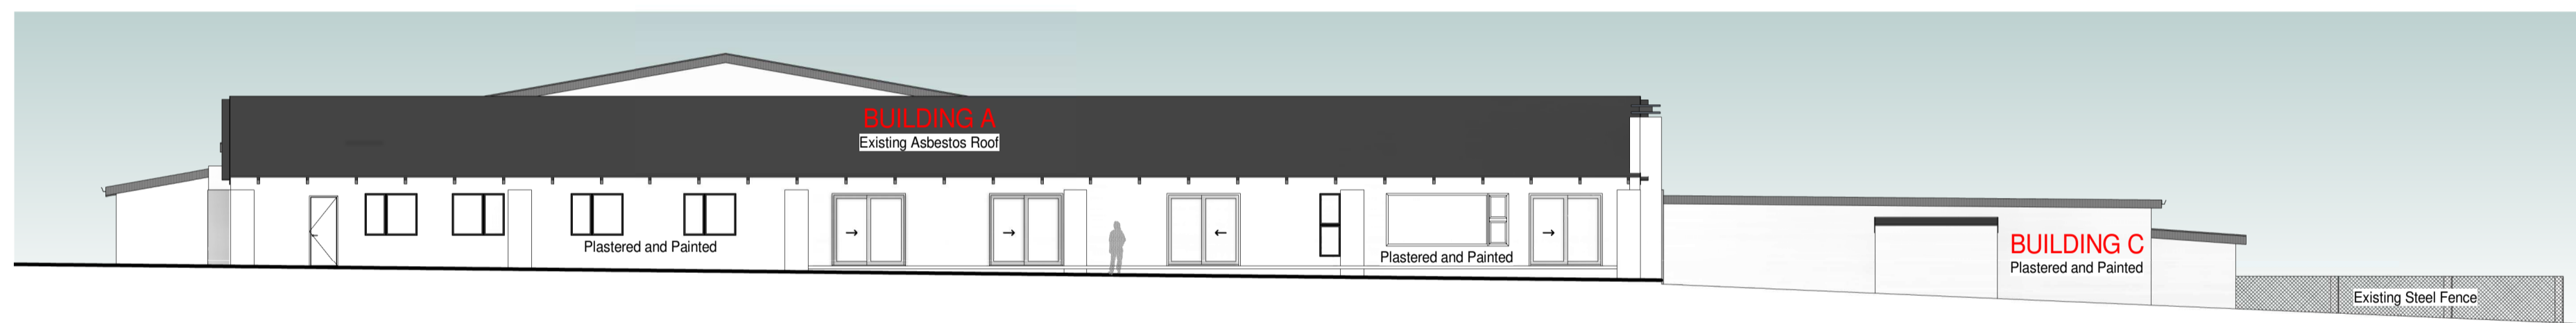 BUILDING A
Existing Asbestos Roof
Plastered and Painted
Plastered and Painted
BUILDING C
Plastered and Painted
Existing Steel Fence